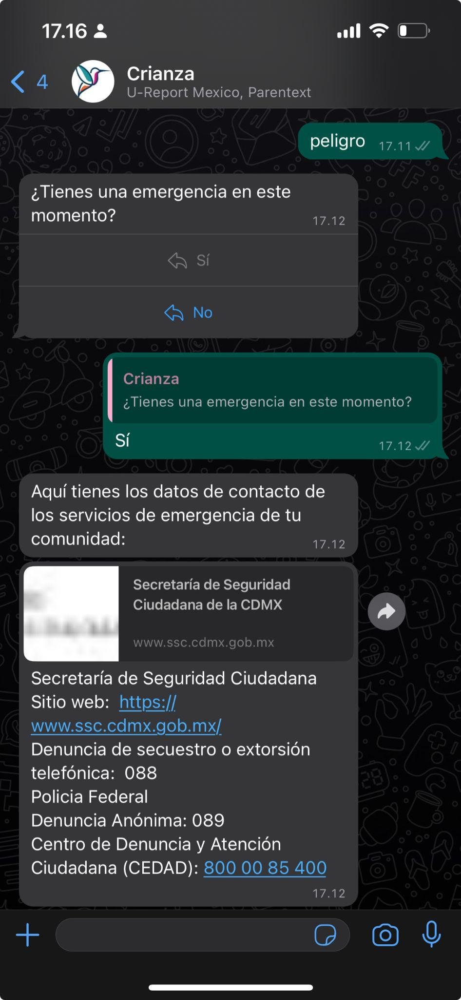 17.16
4
Crianza
U-Report Mexico, Parentext
peligro
17.11
¿Tienes una emergencia en este
momento?
17.12
Sí
No
Crianza
¿Tienes una emergencia en este momento?
Sí
17.12
Aquí tienes los datos de contacto de
los servicios de emergencia de tu
comunidad:
17.12
Secretaría de Seguridad
Ciudadana de la CDMX
www.ssc.cdmx.gob.mx
Secretaría de Seguridad Ciudadana
Sitio web:  https://
www.ssc.cdmx.gob.mx/
Denuncia de secuestro o extorsión
telefónica:  088
Policia Federal
Denuncia Anónima: 089
Centro de Denuncia y Atención
Ciudadana (CEDAD): 800 00 85 400
17.12